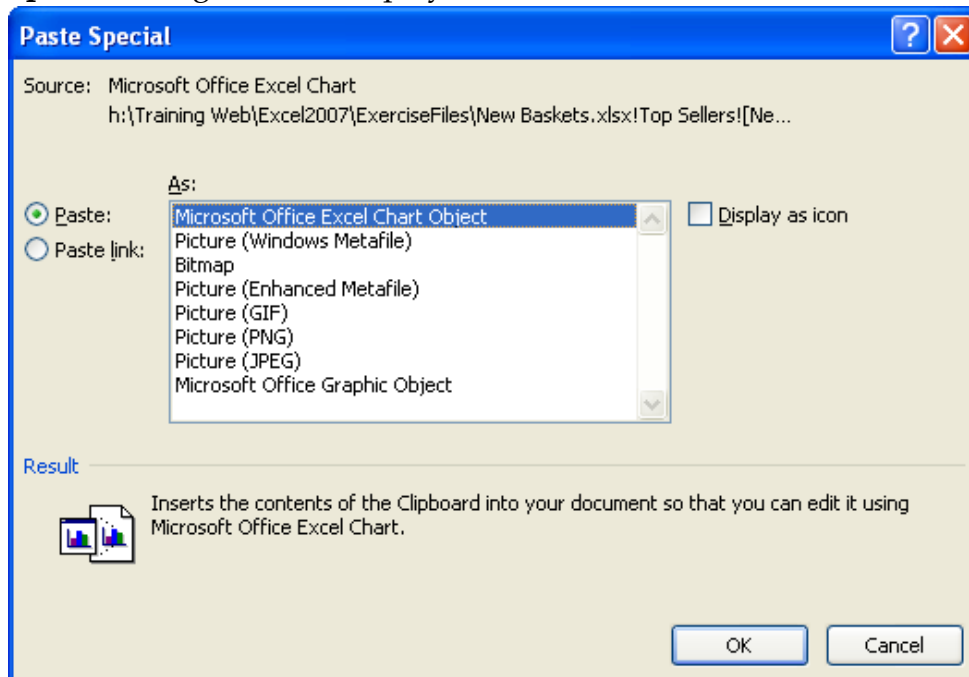 Paste Special
Source: Microsoft Office Excel Chart
h:\Training Web\Excel2007\ExerciseFiles\New Baskets.xlsx!Top Sellers![Ne...
As:
Paste:
Paste link:
Microsoft Office Excel Chart Object
Picture (Windows Metafile)
Bitmap
Picture (Enhanced Metafile)
Picture (GIF)
Picture (PNG)
Picture (JPEG)
Microsoft Office Graphic Object
Display as icon
Result
Inserts the contents of the Clipboard into your document so that you can edit it using
Microsoft Office Excel Chart.
OK
Cancel